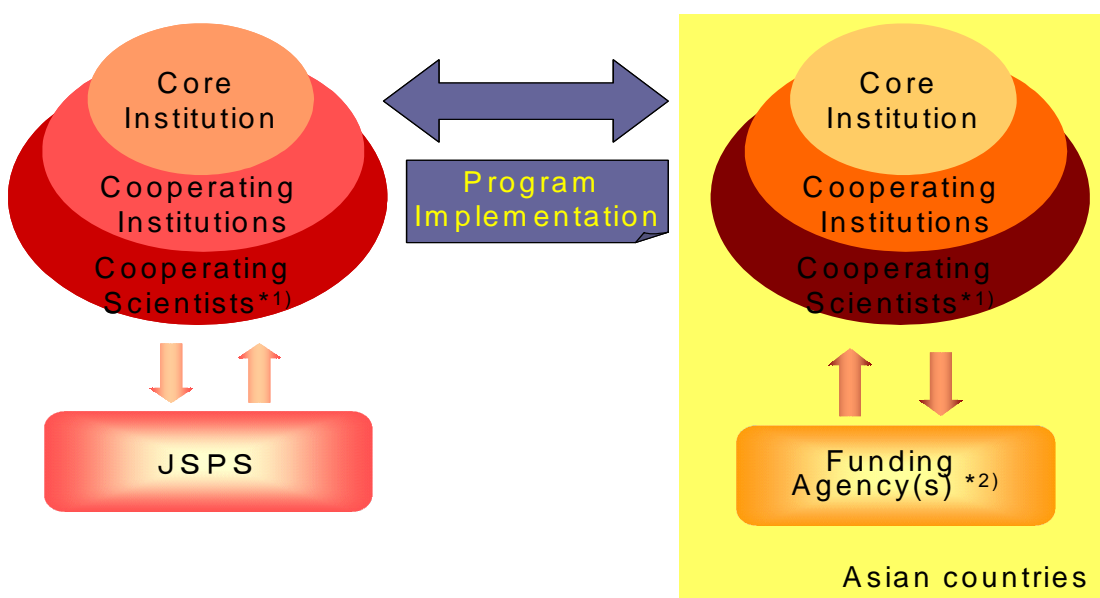 Core
Institution
Cooperating
Institutions
Cooperating
Scientists*1)
JSPS
Program
Implementation
Core
Institution
Cooperating
Institutions
Cooperating
Scientists*1)
Funding
Agency(s) *2)
Asian countries